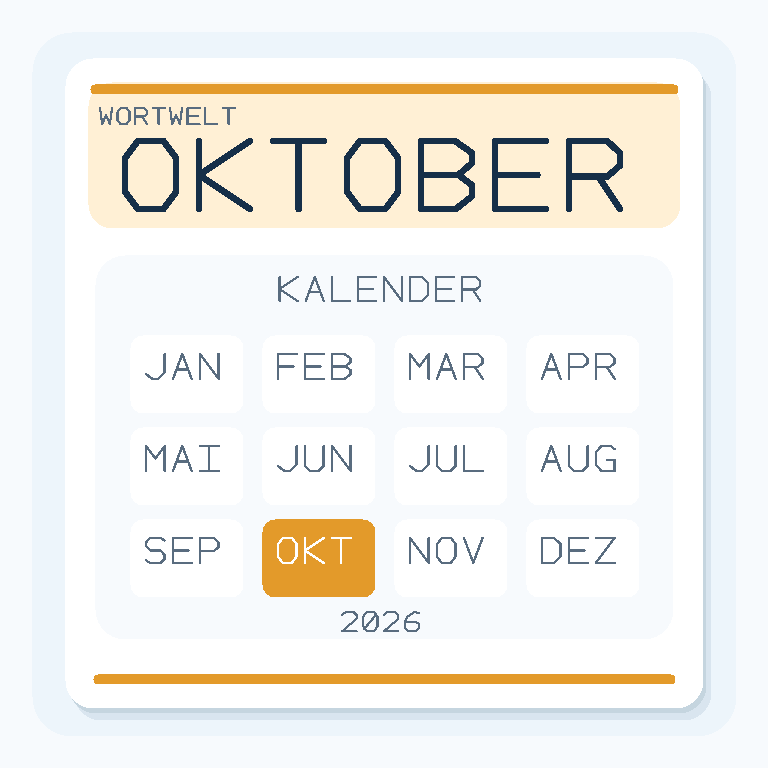 WORTWELT
OKTOBER
KALENDER
JAN FEB MAR APR
MAI JUN JUL AUG
SEP OKT NOV DEZ
2026